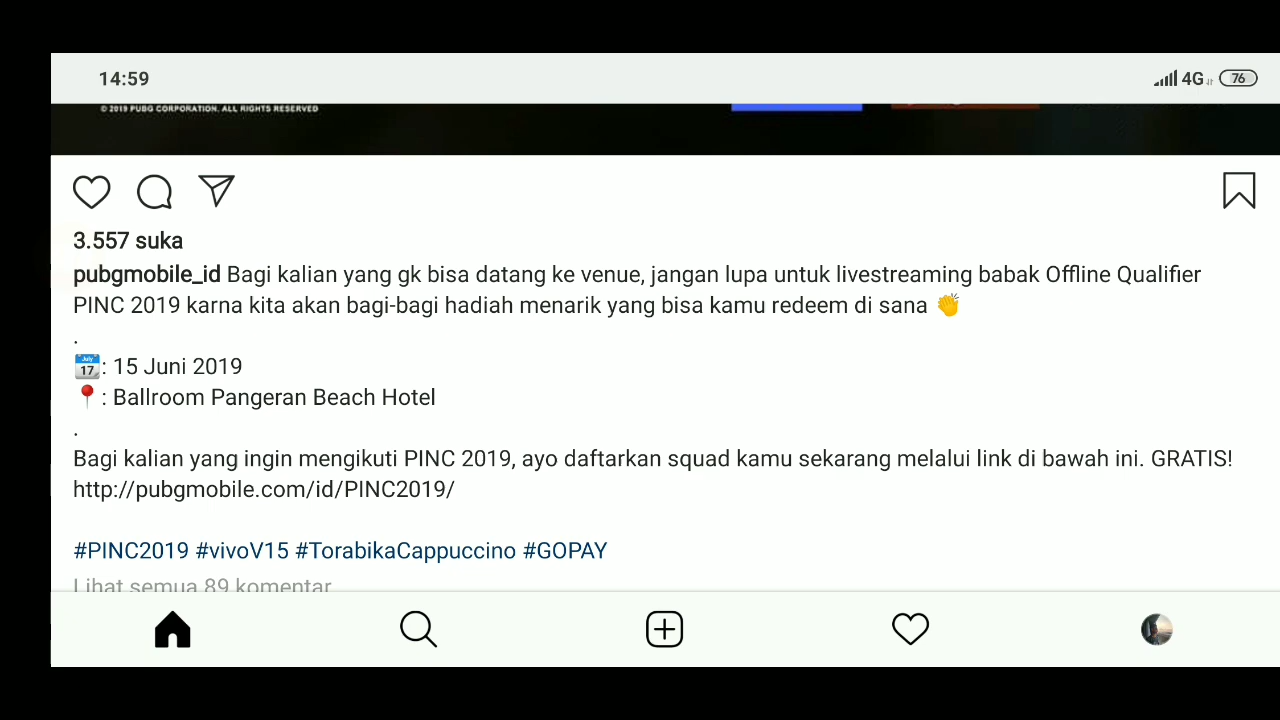 14:59
4G
76
© 2019 PUBG CORPORATION. ALL RIGHTS RESERVED
3.557 suka
pubgmobile_id Bagi kalian yang gk bisa datang ke venue, jangan lupa untuk livestreaming babak Offline Qualifier
PINC 2019 karna kita akan bagi-bagi hadiah menarik yang bisa kamu redeem di sana 👏
.
📅: 15 Juni 2019
📍: Ballroom Pangeran Beach Hotel
.
Bagi kalian yang ingin mengikuti PINC 2019, ayo daftarkan squad kamu sekarang melalui link di bawah ini. GRATIS!
http://pubgmobile.com/id/PINC2019/
#PINC2019 #vivoV15 #TorabikaCappuccino #GOPAY
Lihat semua 89 komentar